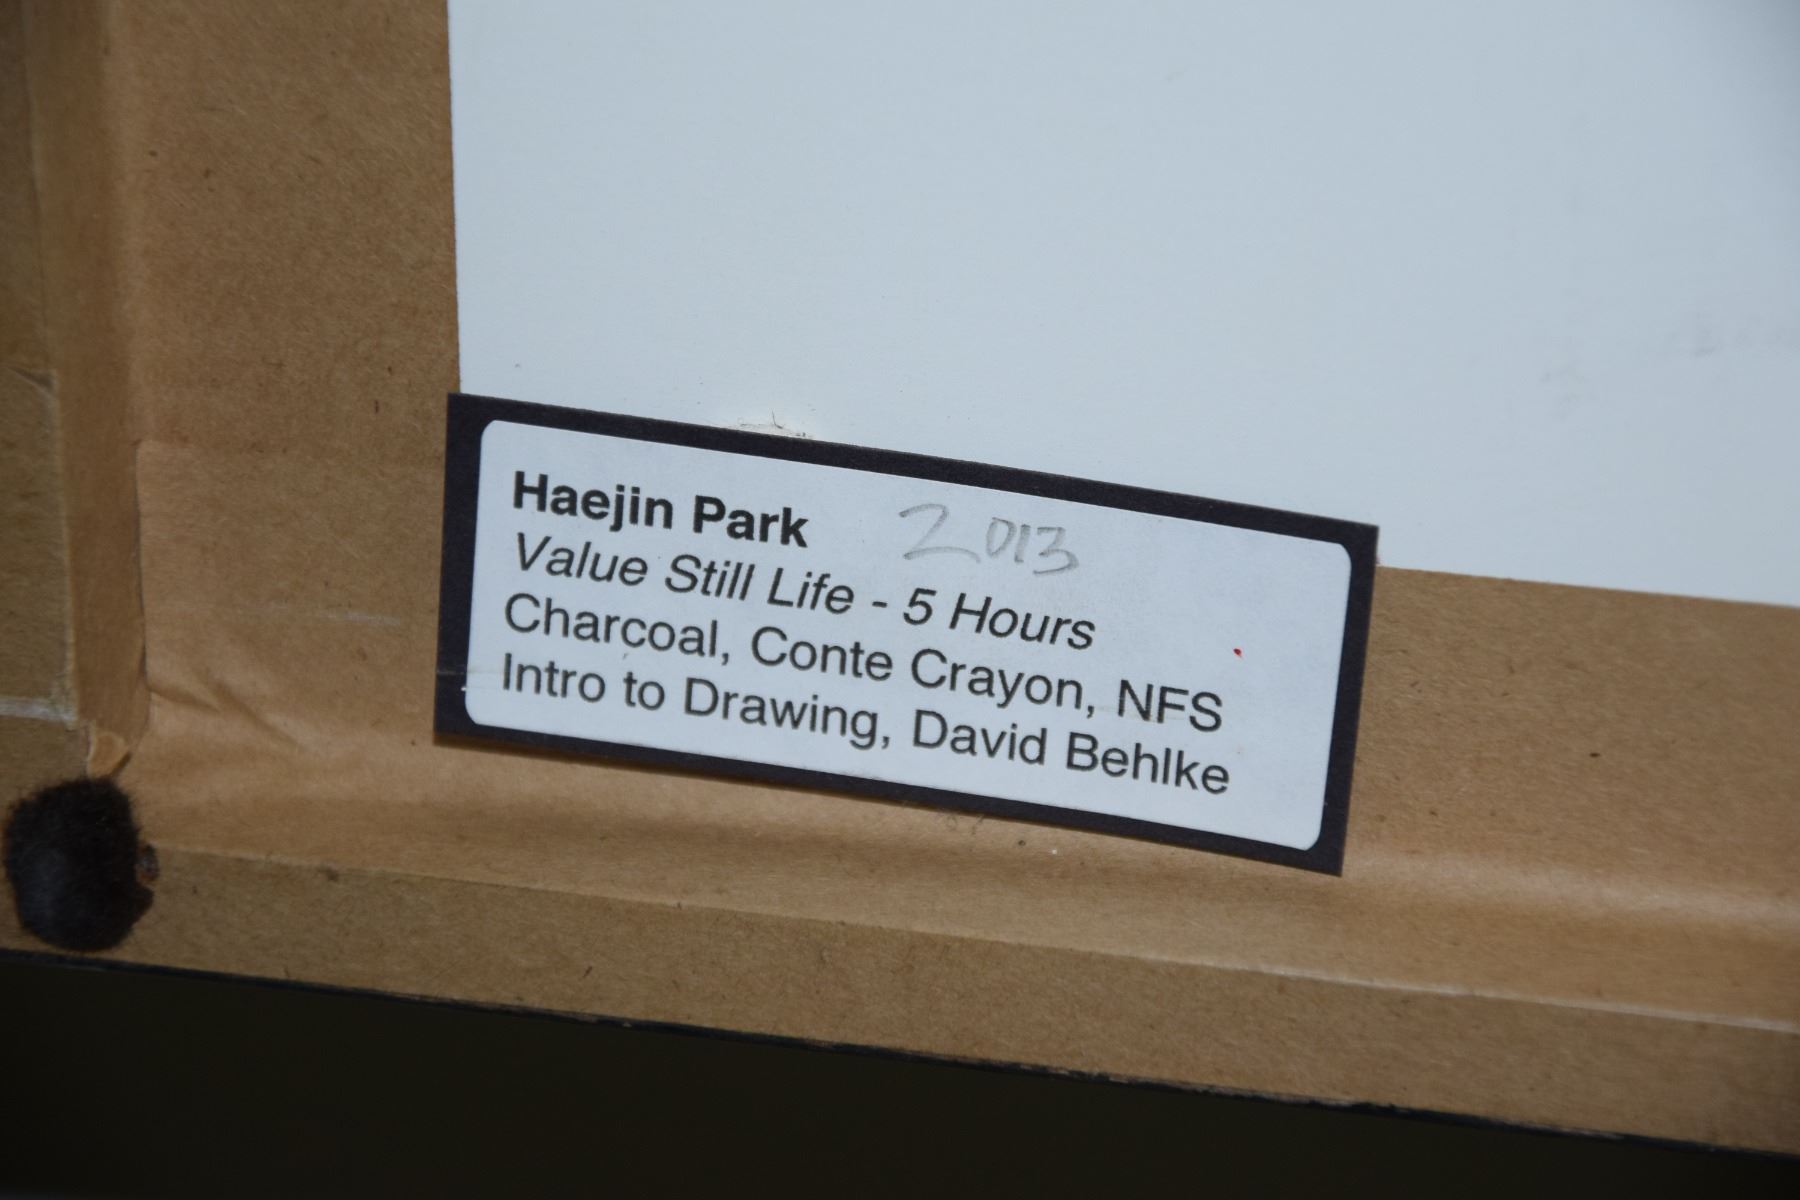 Haejin Park 2013
Value Still Life - 5 Hours
Charcoal, Conte Crayon, NFS
Intro to Drawing, David Behlke